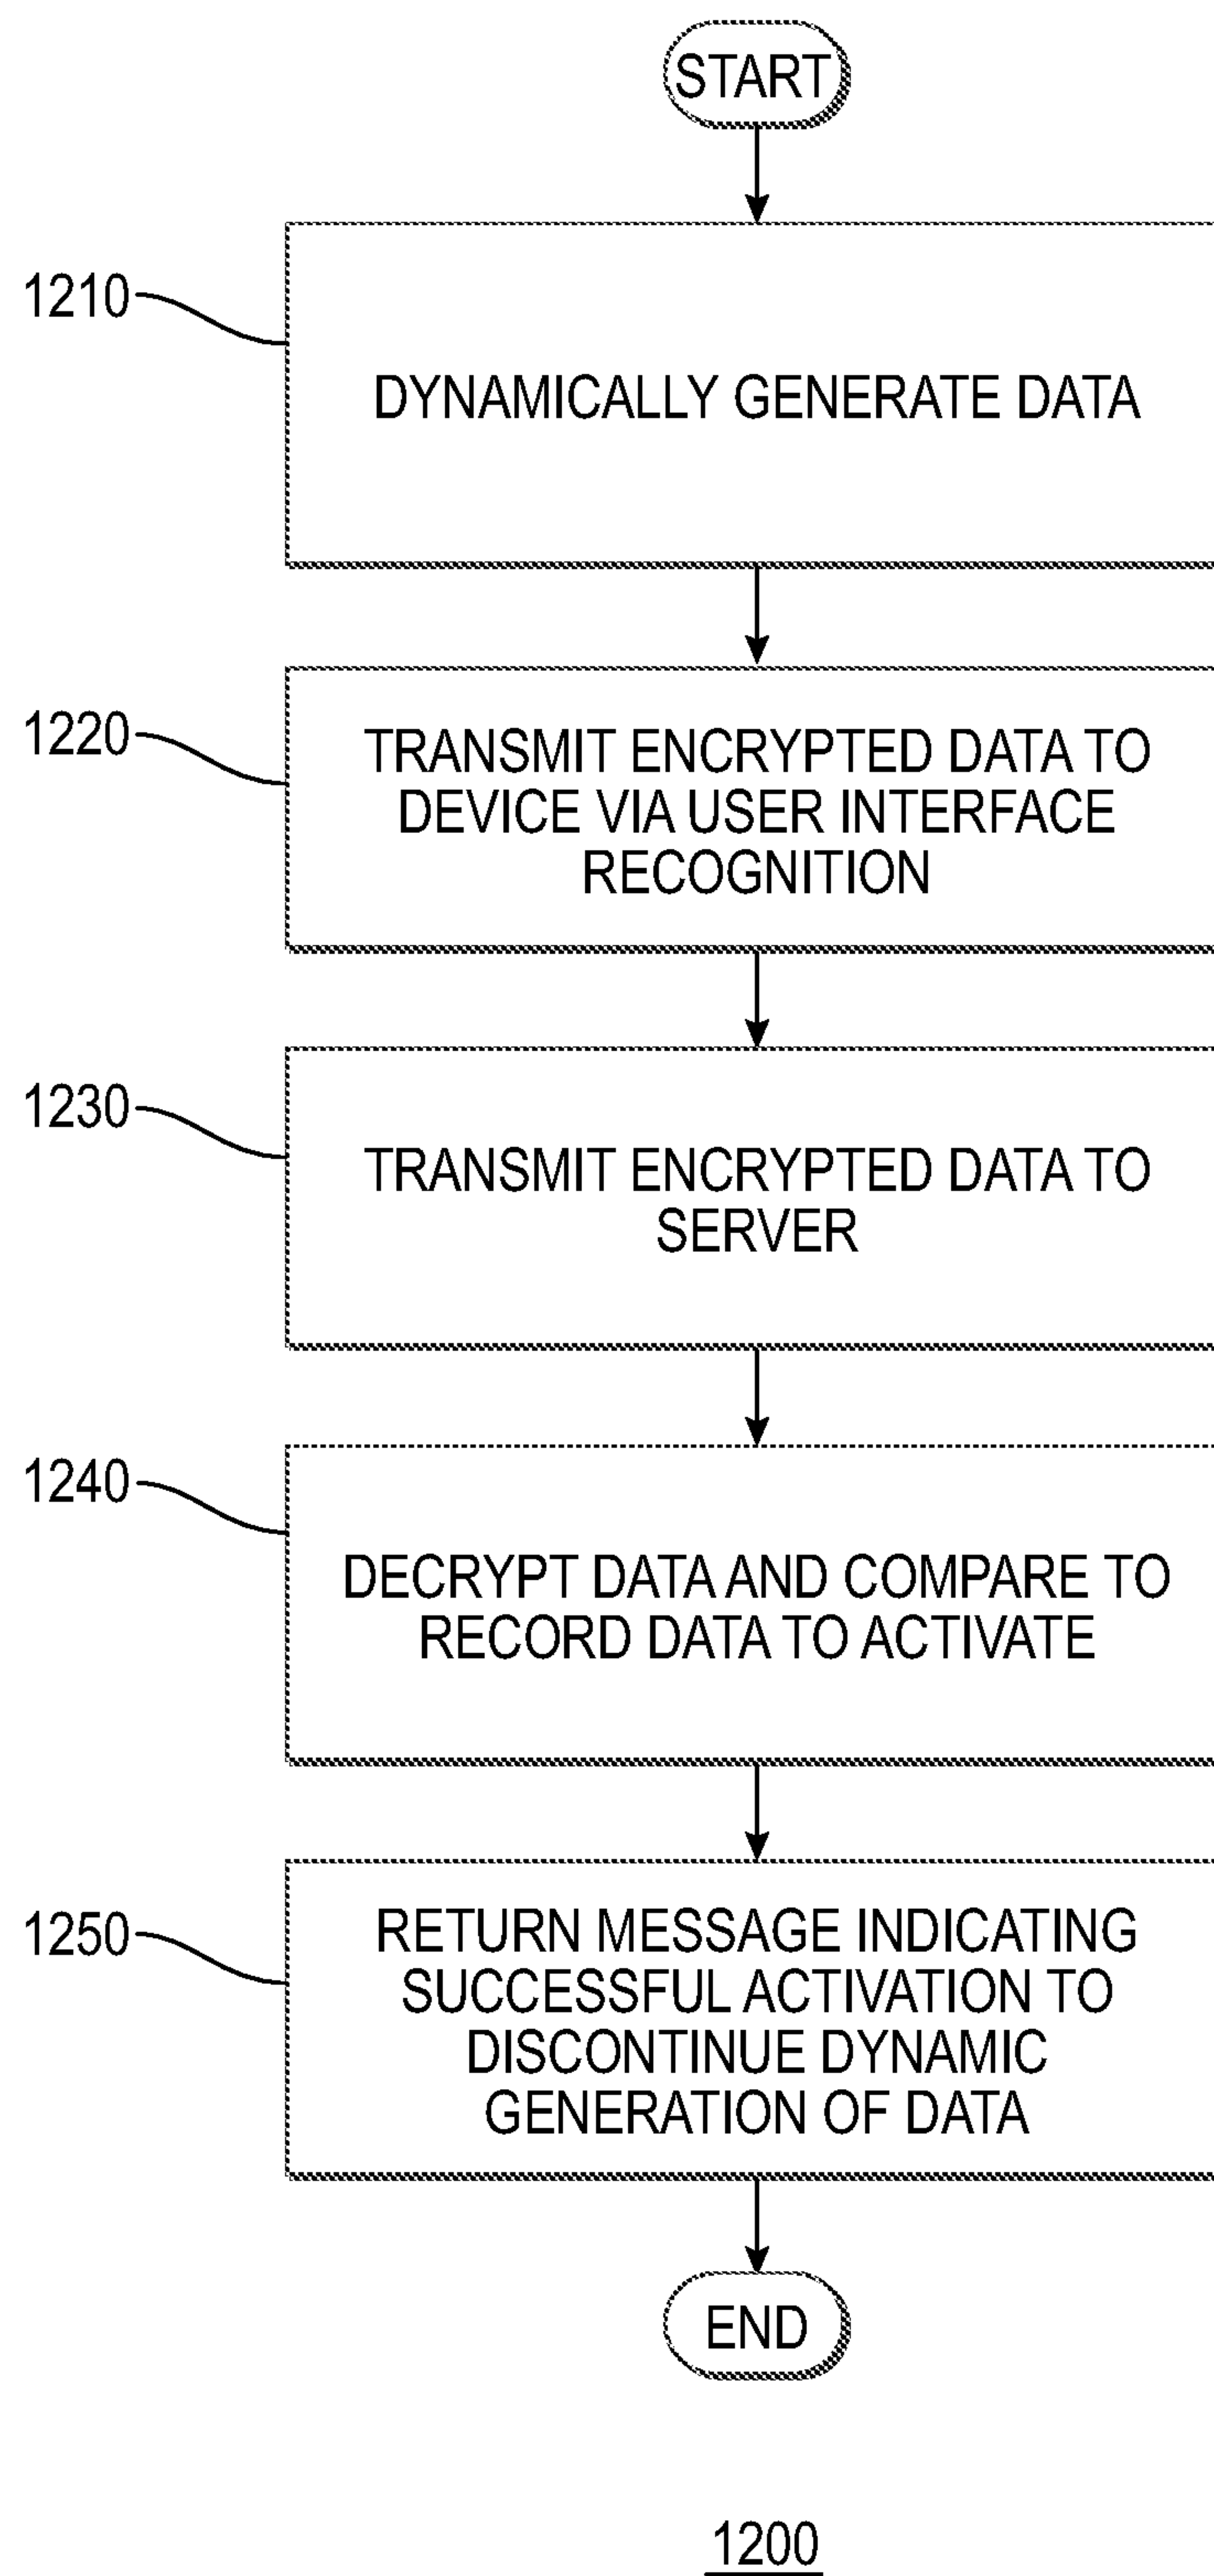 START
1210
DYNAMICALLY GENERATE DATA
1220
TRANSMIT ENCRYPTED DATA TO
DEVICE VIA USER INTERFACE
RECOGNITION
1230
TRANSMIT ENCRYPTED DATA TO
SERVER
1240
DECRYPT DATA AND COMPARE TO
RECORD DATA TO ACTIVATE
1250
RETURN MESSAGE INDICATING
SUCCESSFUL ACTIVATION TO
DISCONTINUE DYNAMIC
GENERATION OF DATA
END
1200